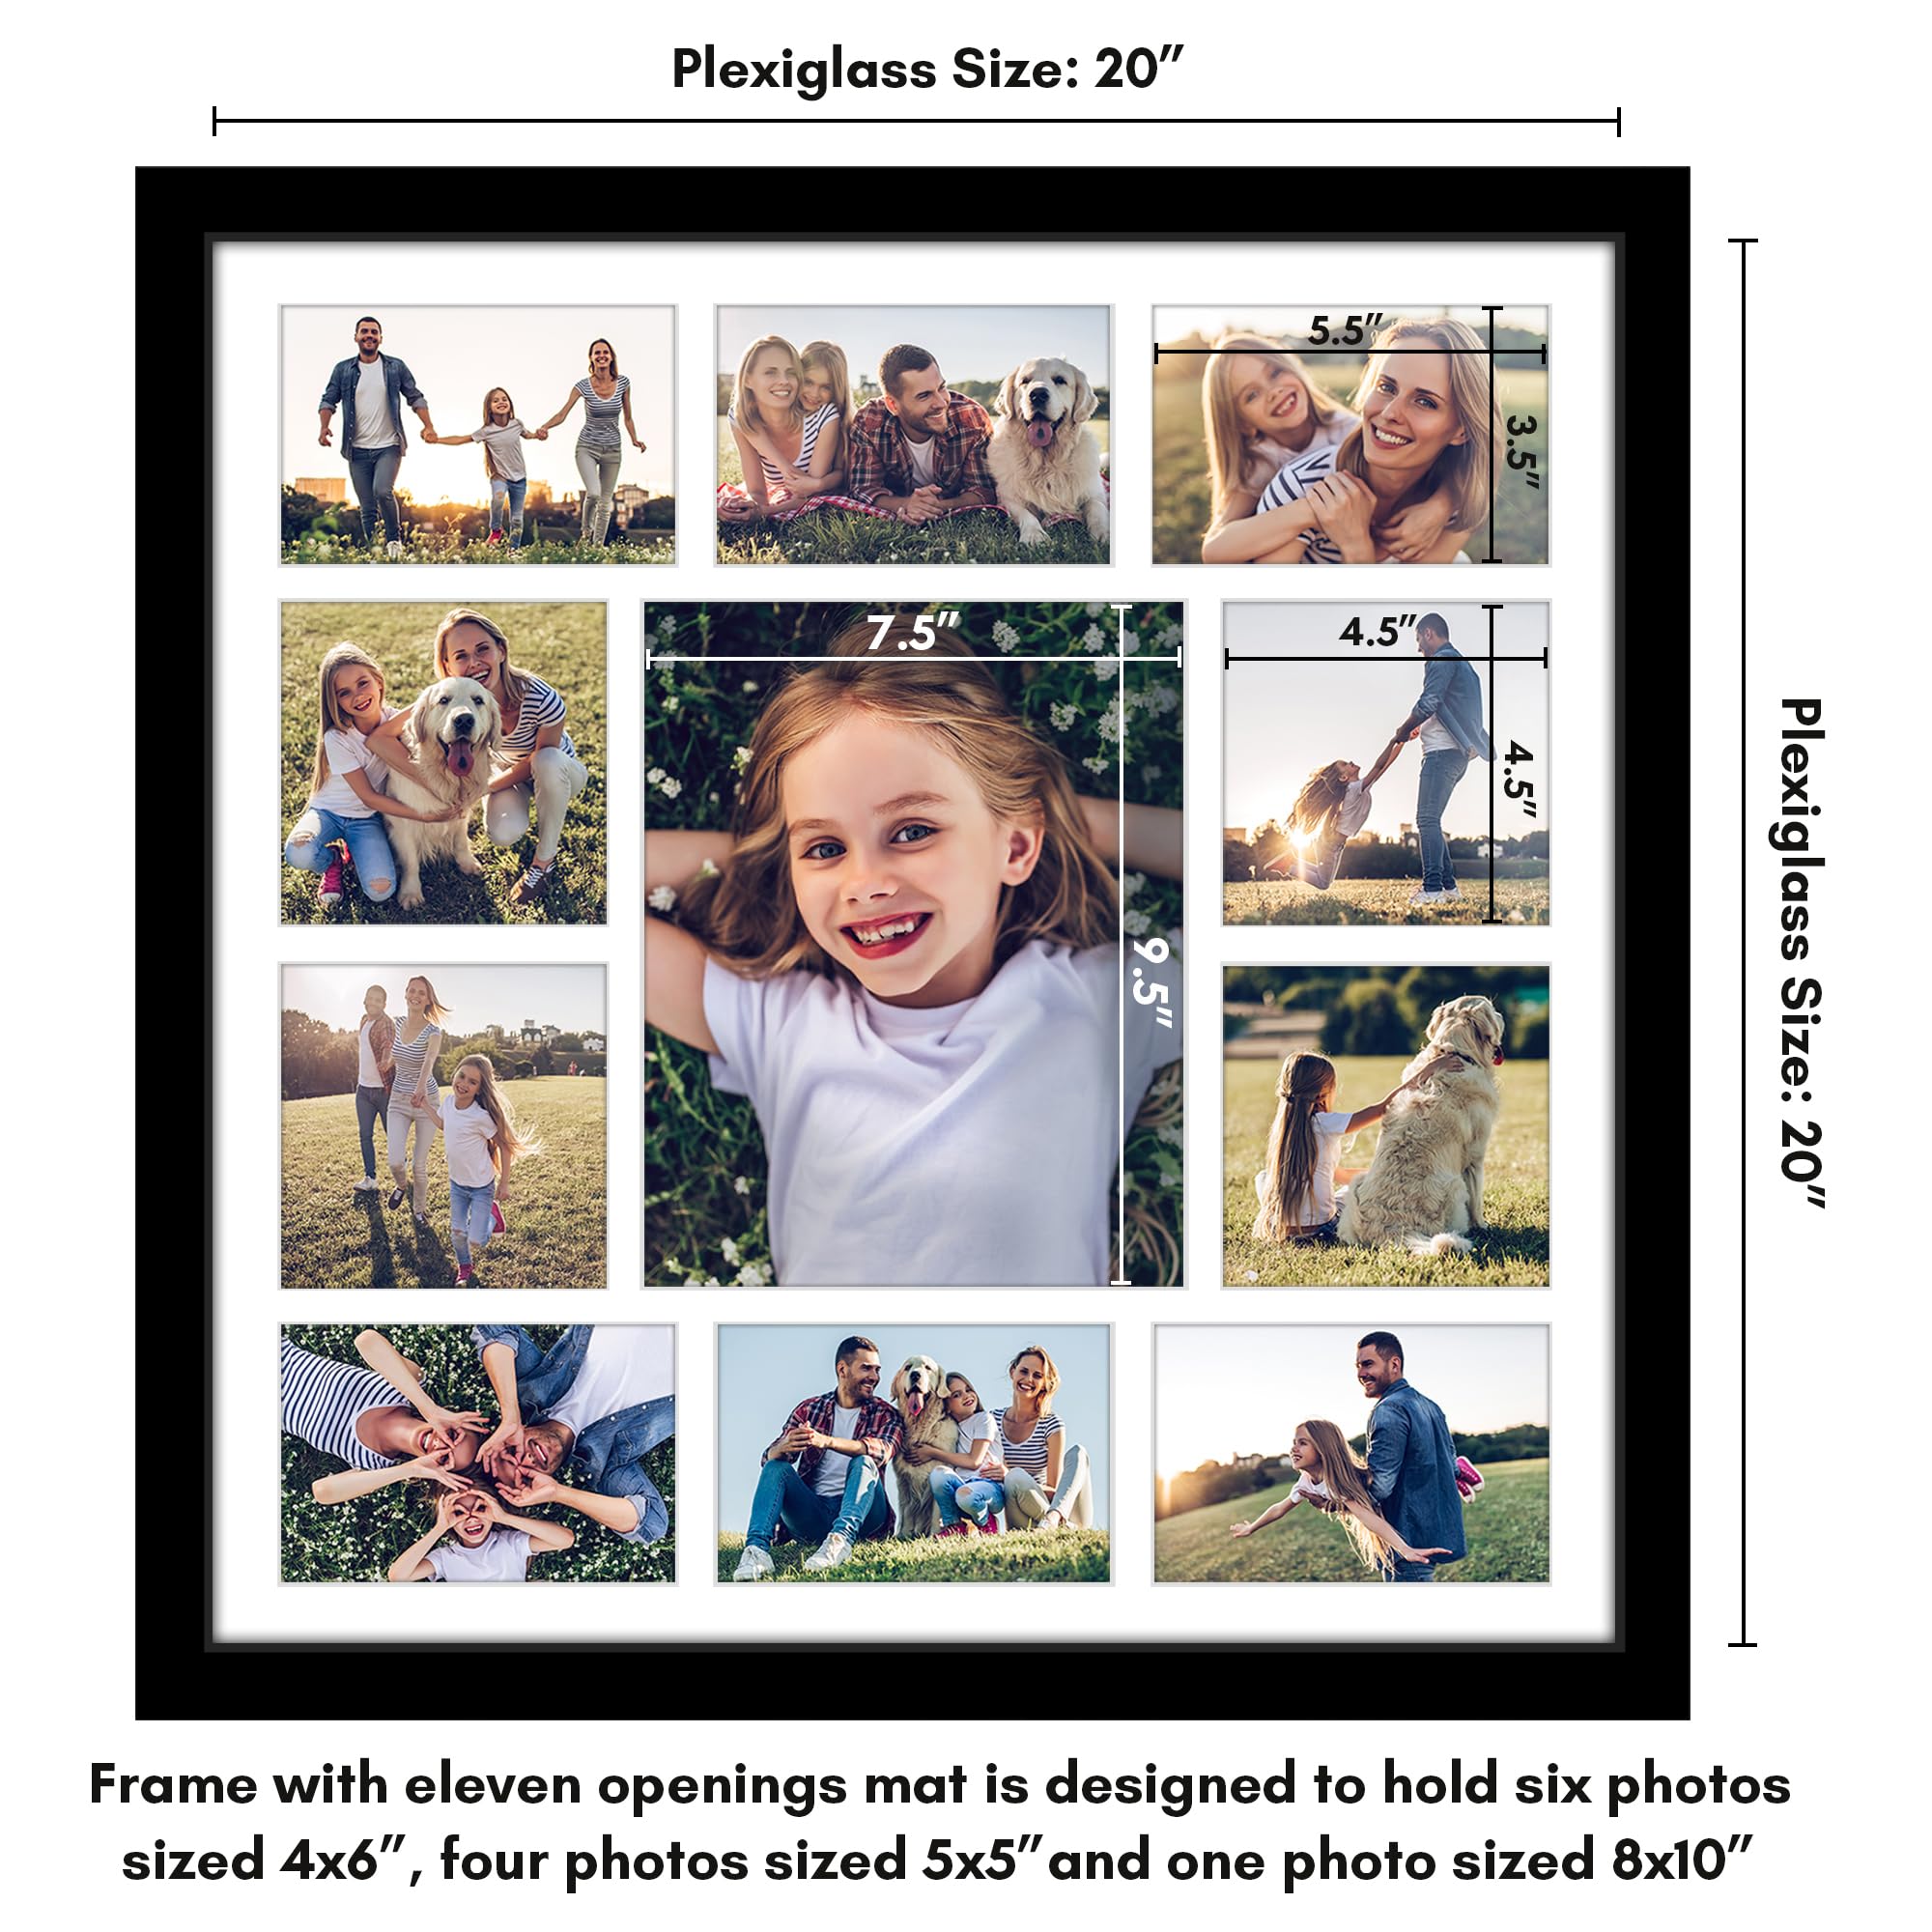 Plexiglass Size: 20”
5.5”
3.5”
7.5”
4.5”
4.5”
9.5”
Plexiglass Size: 20”
Frame with eleven openings mat is designed to hold six photos
sized 4x6”, four photos sized 5x5”and one photo sized 8x10”